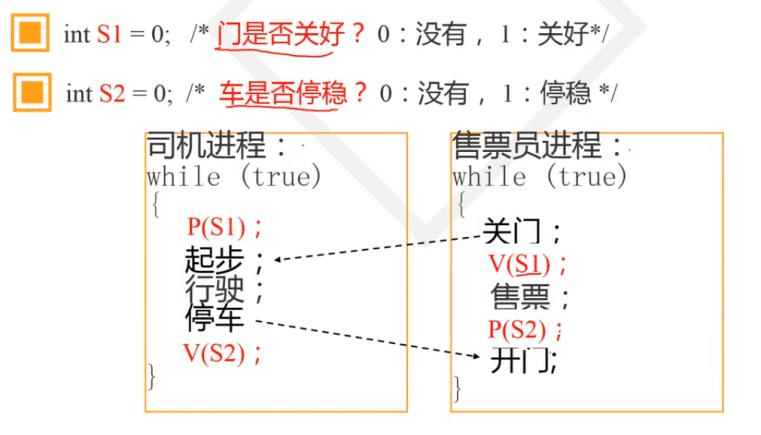 int S1 = 0; /* 门是否关好？ 0：没有， 1：关好*/
int S2 = 0; /* 车是否停稳？ 0：没有， 1：停稳 */
司机进程：
while (true)
{
P(S1)；
起步；
行驶；
停车
V(S2)；
}
售票员进程：
while (true)
{
关门；
V(S1)；
售票；
P(S2)；
开门;
}